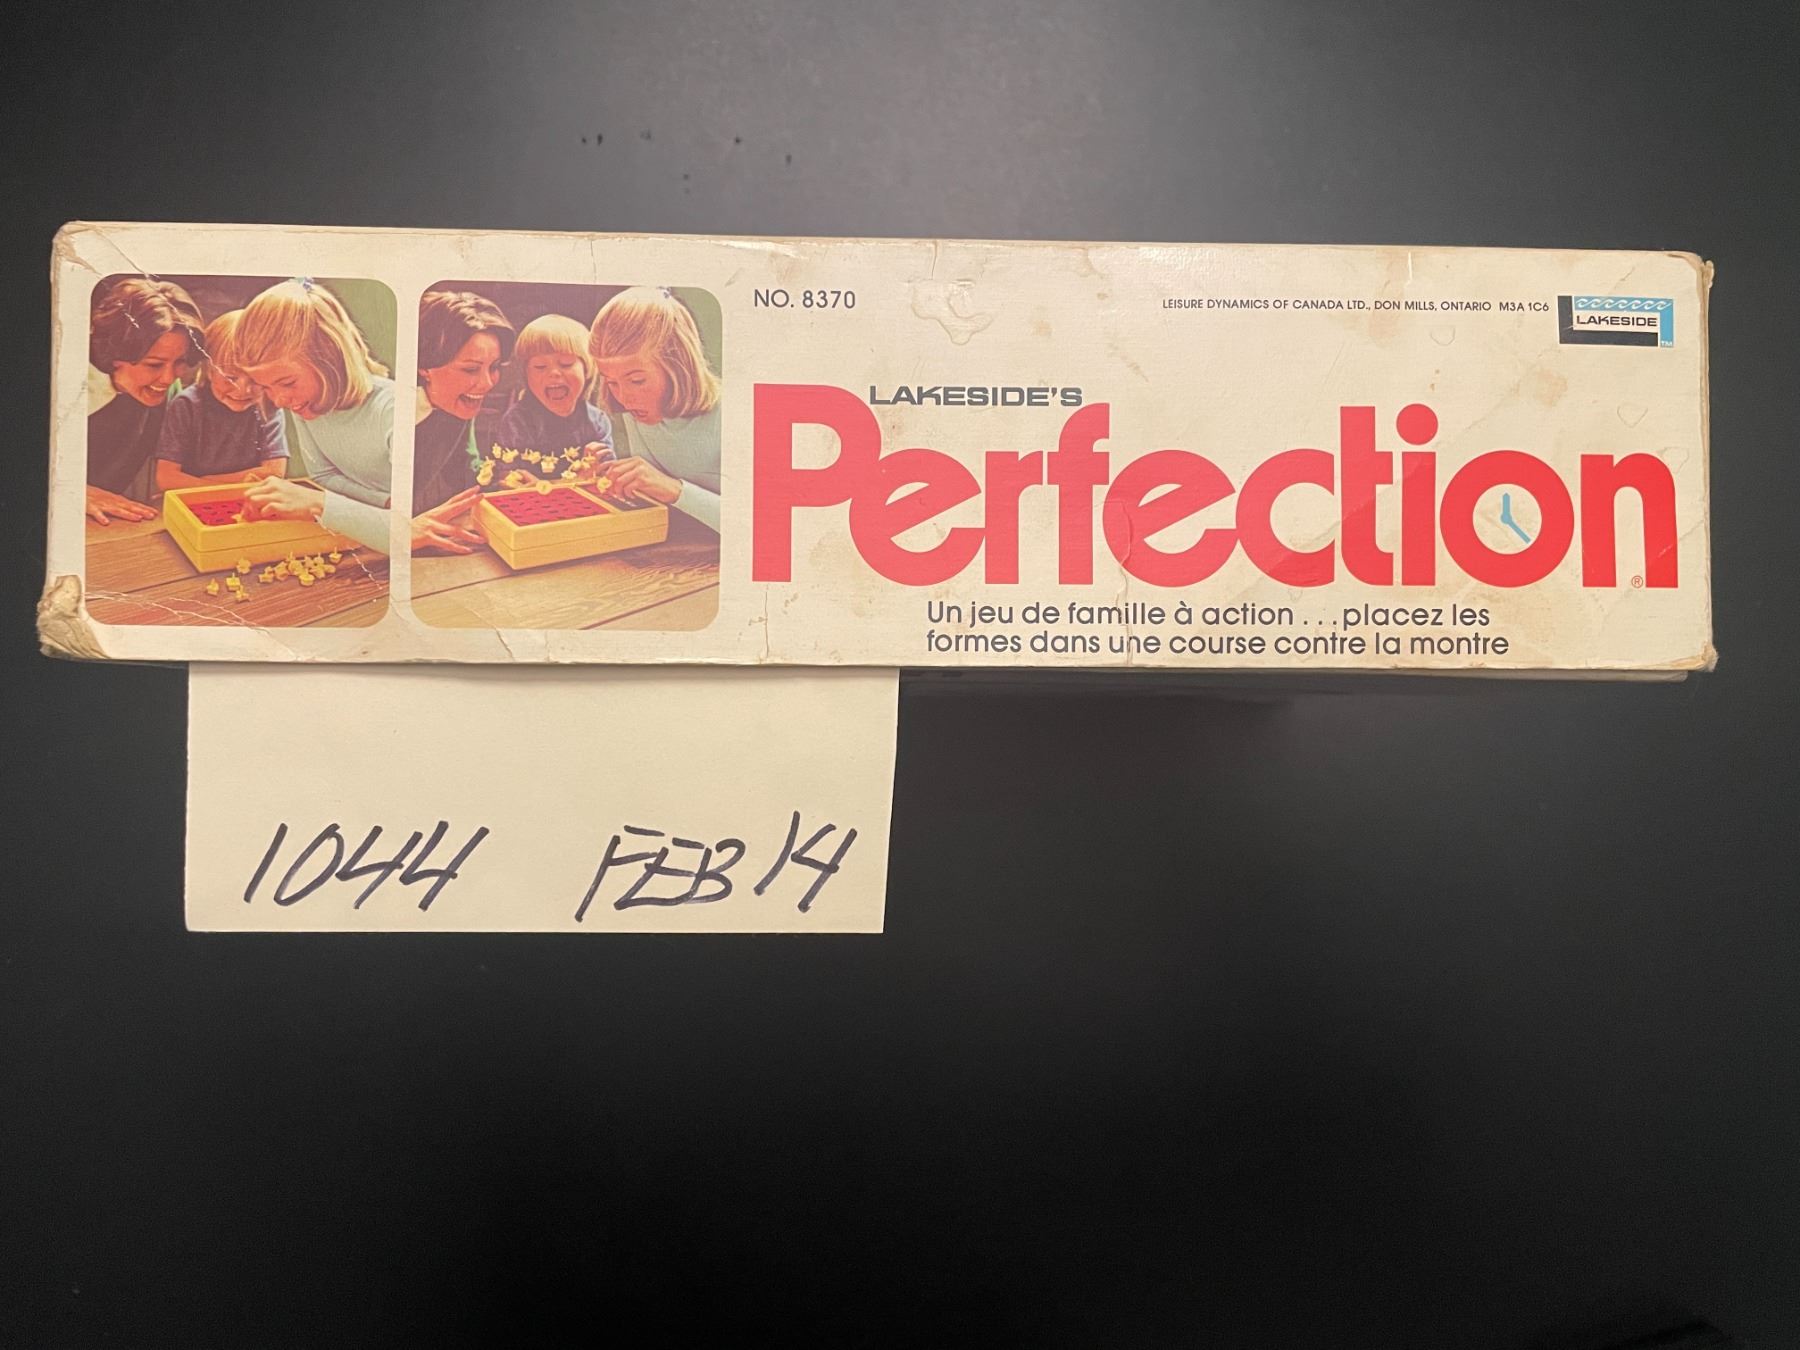 NO. 8370
LEISURE DYNAMICS OF CANADA LTD., DON MILLS, ONTARIO M3A 1C6
LAKESIDE™
LAKESIDE'S
Perfection®
Un jeu de famille à action...placez les
formes dans une course contre la montre
1044 FEB 14